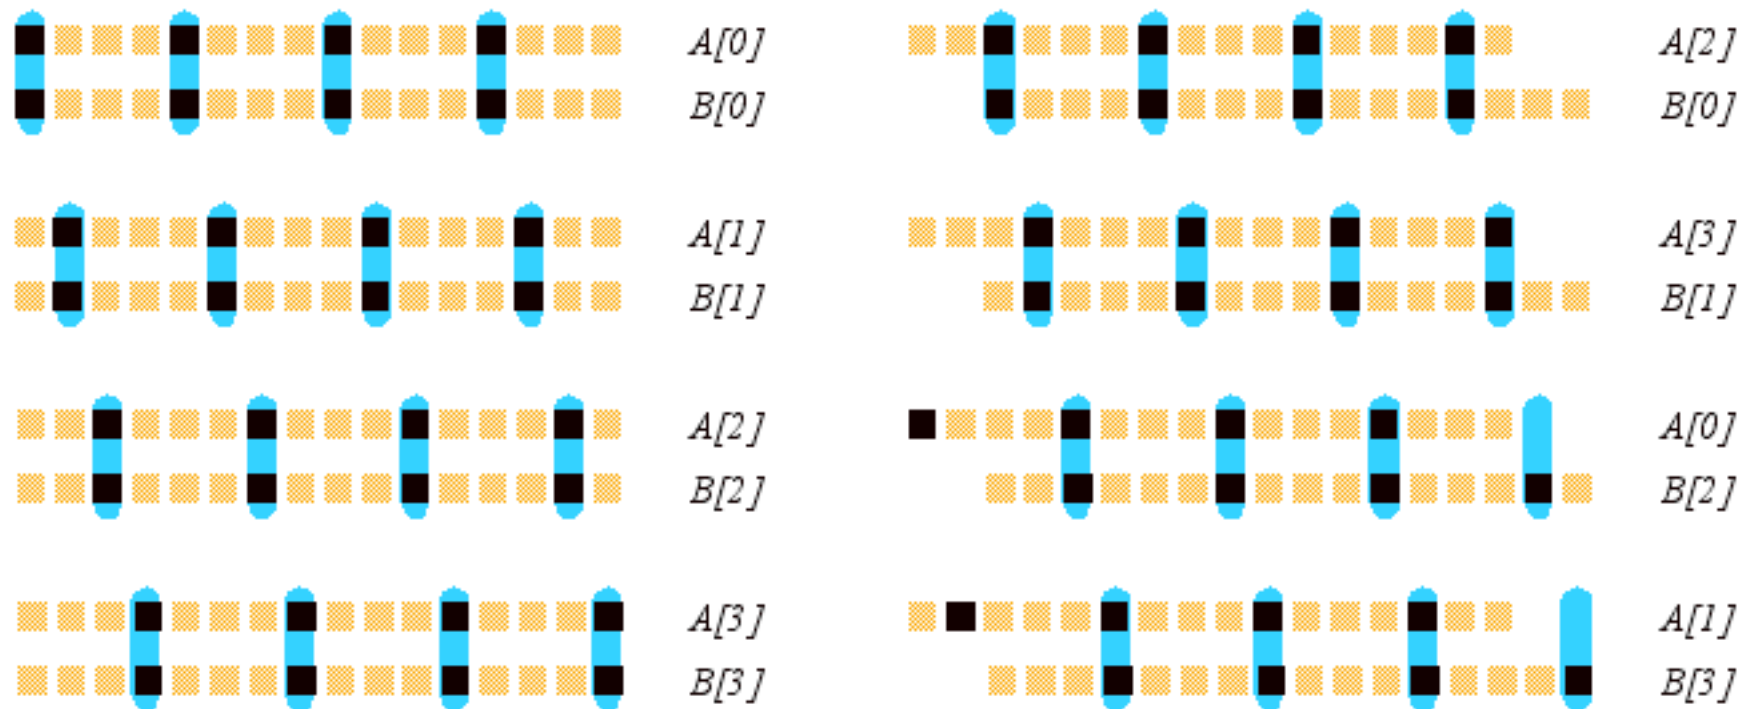 A[0] A[2]
B[0] B[0]
A[1] A[3]
B[1] B[1]
A[2] A[0]
B[2] B[2]
A[3] A[1]
B[3] B[3]